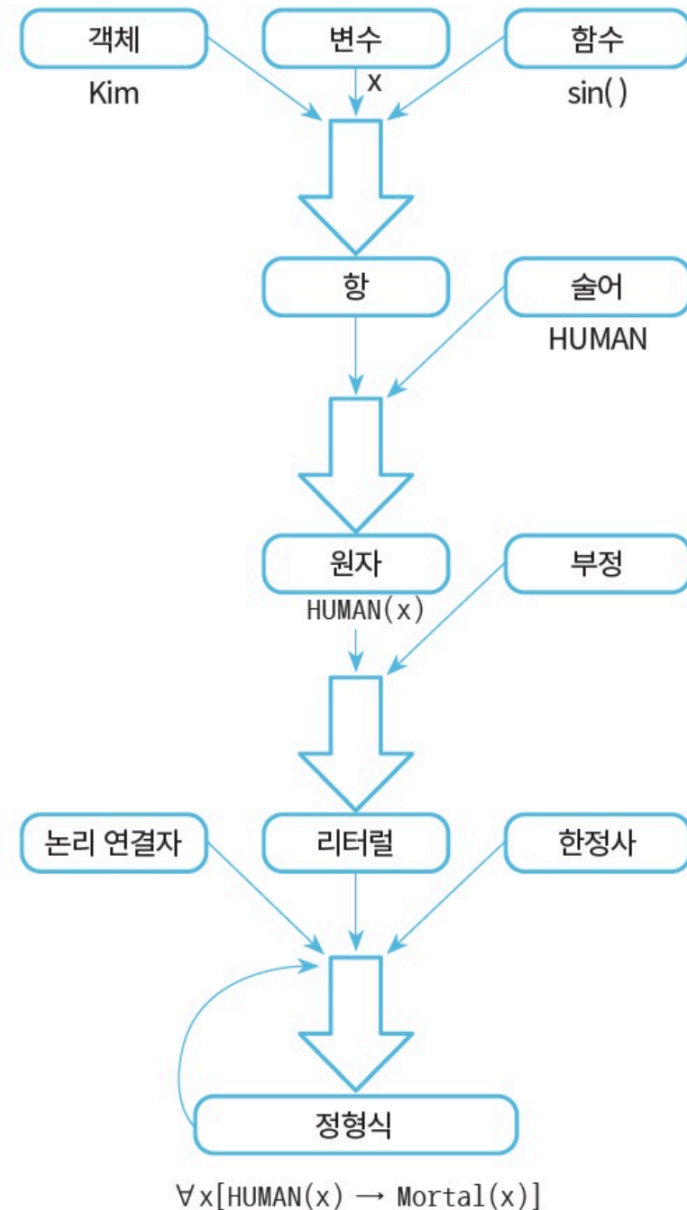 객체 변수 함수
Kim x sin( )
항 술어
HUMAN
원자 부정
HUMAN(x)
논리 연결자 리터럴 한정사
정형식
∀x[HUMAN(x) → Mortal(x)]